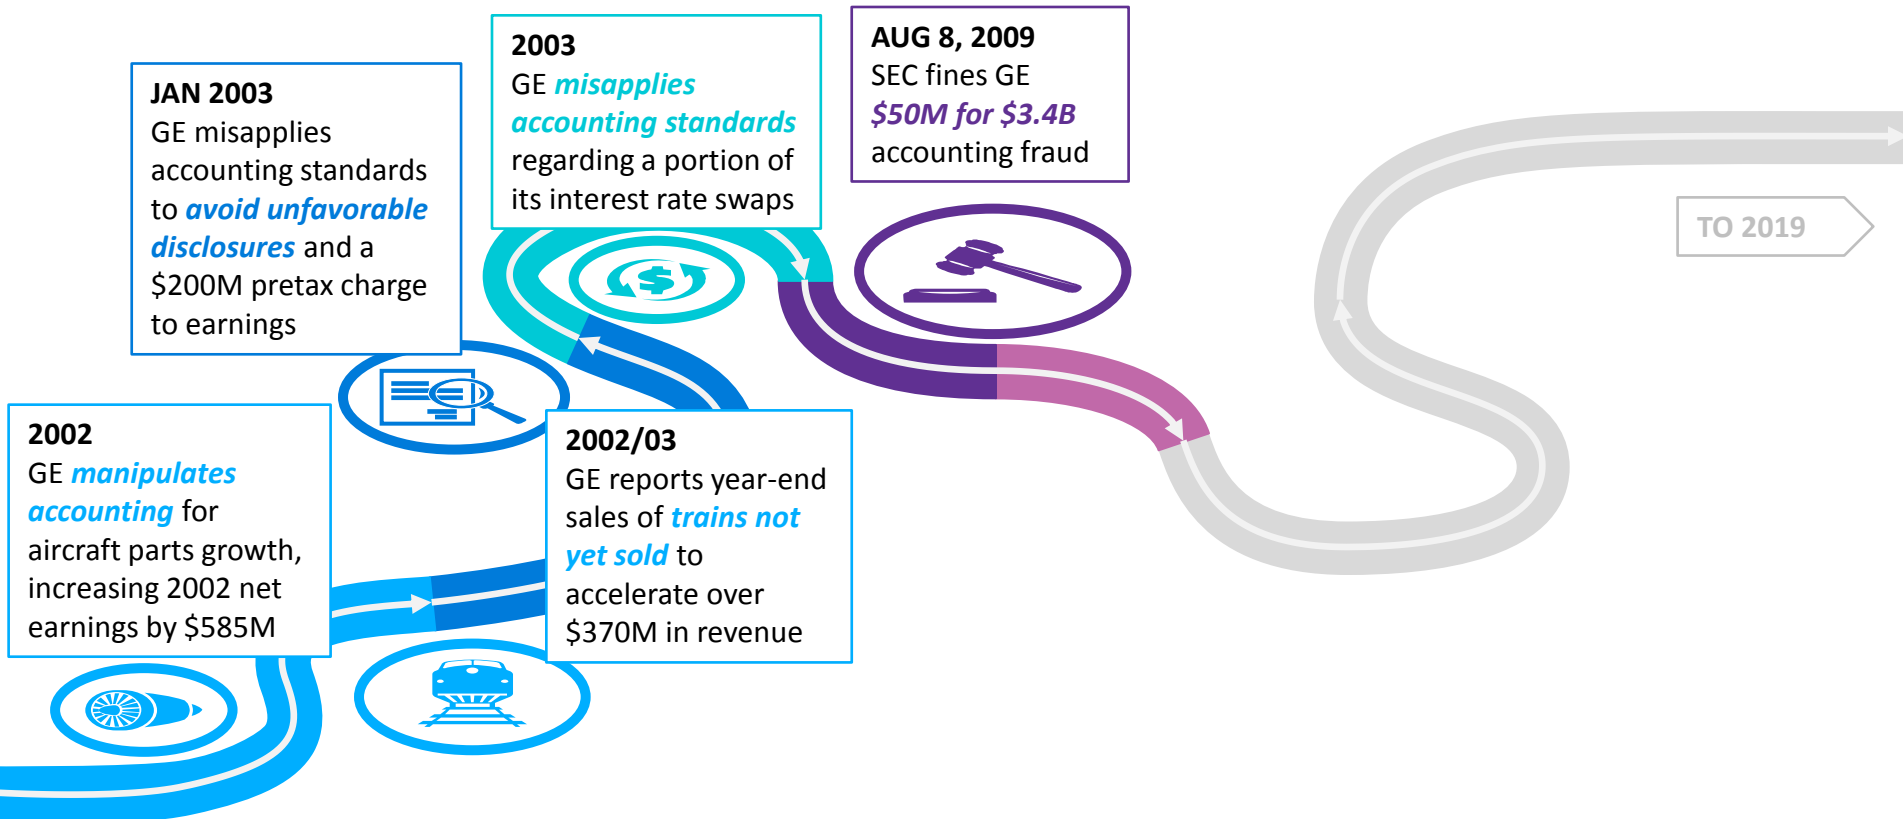 2002
GE manipulates
accounting for
aircraft parts growth,
increasing 2002 net
earnings by $585M
JAN 2003
GE misapplies
accounting standards
to avoid unfavorable
disclosures and a
$200M pretax charge
to earnings
2002/03
GE reports year-end
sales of trains not
yet sold to
accelerate over
$370M in revenue
2003
GE misapplies
accounting standards
regarding a portion of
its interest rate swaps
$
AUG 8, 2009
SEC fines GE
$50M for $3.4B
accounting fraud
TO 2019